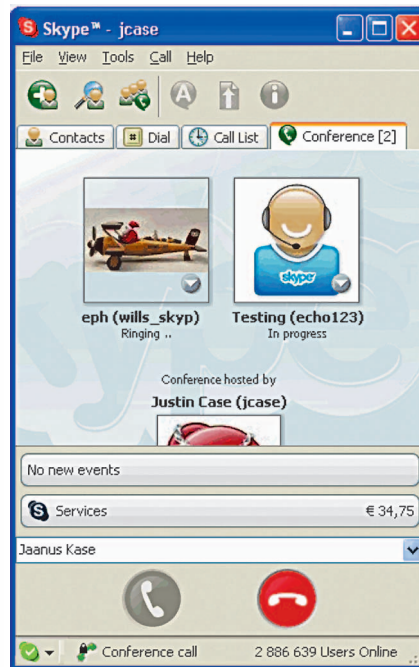 Skype™ - jcase
File View Tools Call Help
Contacts Dial Call List Conference [2]
eph (wills_skyp) Testing (echo123)
Ringing .. In progress
skype
Conference hosted by
Justin Case (jcase)
No new events
Services € 34,75
Jaanus Kase
Conference call 2 886 639 Users Online